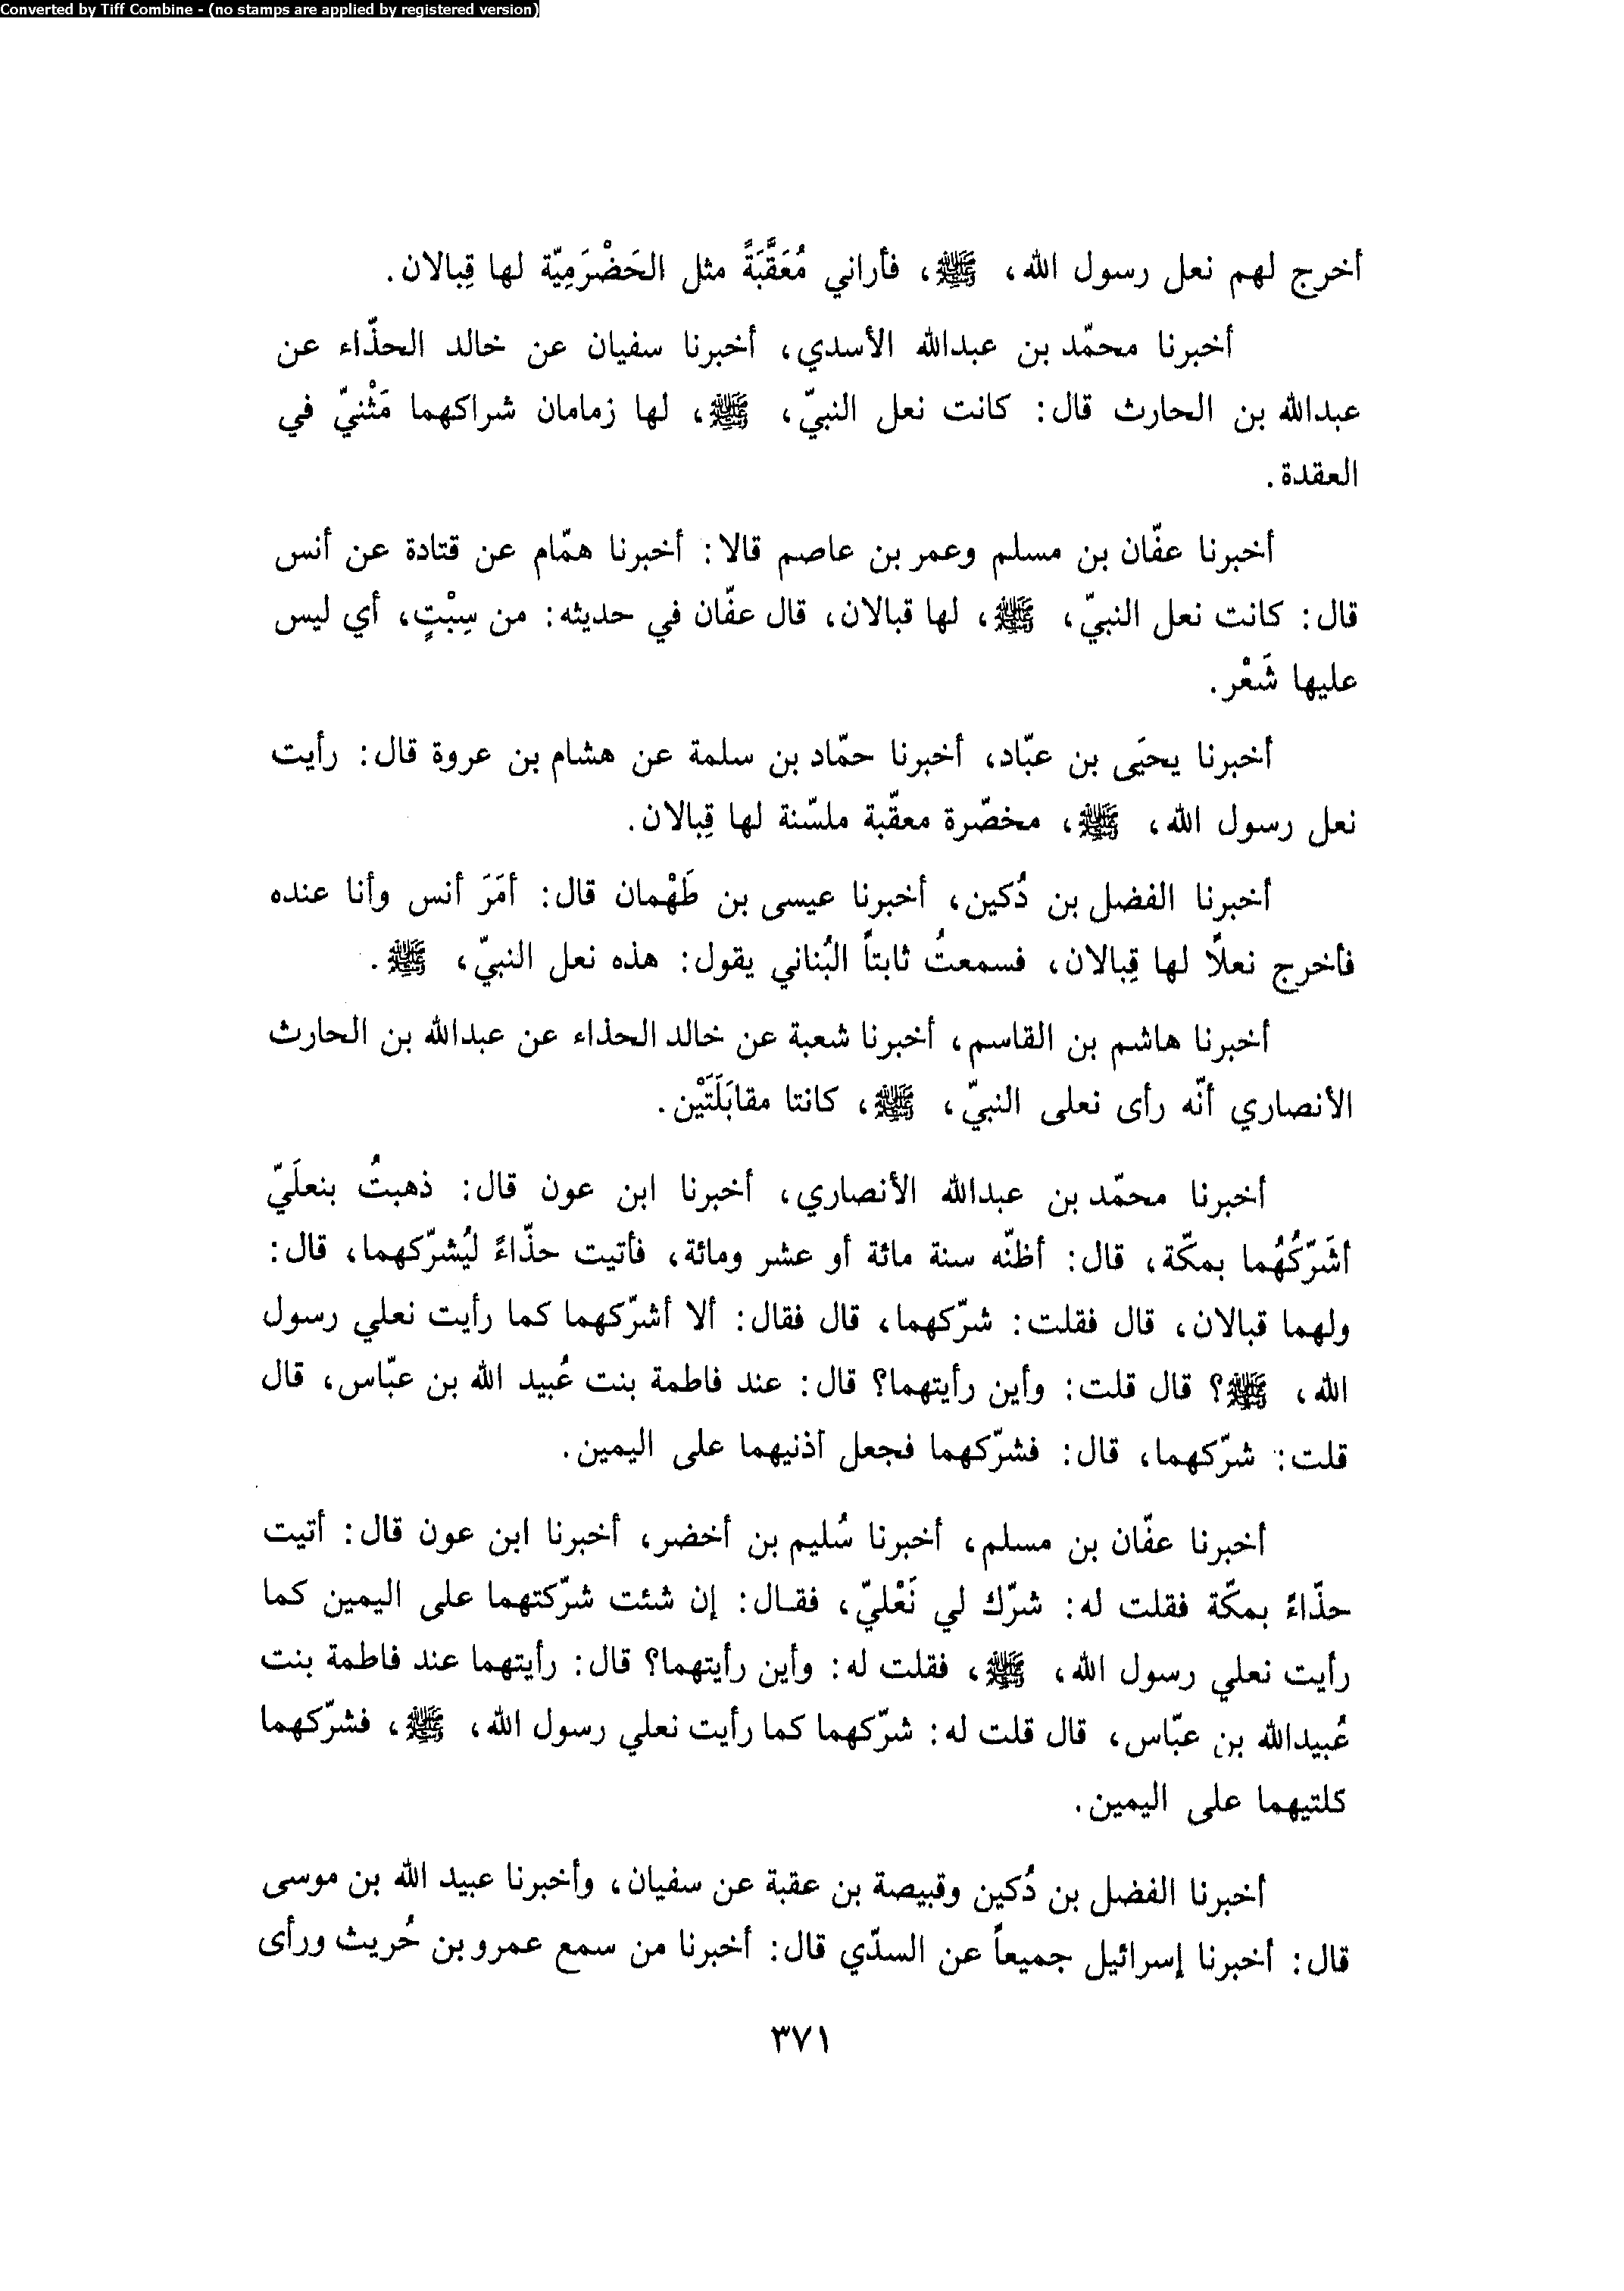 Converted by Tiff Combine - (no stamps are applied by registered version)
أخرج لهم نعل رسول الله، ﷺ، فأراني مُعَقَّبَةً مثل الحَضْرَمِيّة لها قِبالان.
أخبرنا محمّد بن عبدالله الأسدي، أخبرنا سفيان عن خالد الحذّاء عن
عبدالله بن الحارث قال: كانت نعل النبيّ، ﷺ، لها زمامان شراكهما مَثْنيّ في
العقدة.
أخبرنا عفّان بن مسلم وعمر بن عاصم قالا: أخبرنا همّام عن قتادة عن أنس
قال: كانت نعل النبيّ، ﷺ، لها قبالان، قال عفّان في حديثه: من سِبْتٍ، أي ليس
عليها شَعْر.
أخبرنا يحيَى بن عبّاد، أخبرنا حمّاد بن سلمة عن هشام بن عروة قال: رأيت
نعل رسول الله، ﷺ، مخصّرة معقّبة ملسّنة لها قِبالان.
أخبرنا الفضل بن دُكين، أخبرنا عيسى بن طَهْمان قال: أمَرَ أنس وأنا عنده
فأخرج نعلاً لها قِبالان، فسمعتُ ثابتاً البُناني يقول: هذه نعل النبيّ، ﷺ.
أخبرنا هاشم بن القاسم، أخبرنا شعبة عن خالد الحذاء عن عبدالله بن الحارث
الأنصاري أنّه رأى نعلى النبيّ، ﷺ، كانتا مقابَلَتَيْن.
أخبرنا محمّد بن عبدالله الأنصاري، أخبرنا ابن عون قال: ذهبتُ بنعلَيّ
أشَرّكُهُما بمكّة، قال: أظنّه سنة مائة أو عشر ومائة، فأتيت حذّاءً ليُشرّكهما، قال:
ولهما قبالان، قال فقلت: شرّكهما، قال فقال: ألا أشرّكهما كما رأيت نعلي رسول
الله، ﷺ؟ قال قلت: وأين رأيتهما؟ قال: عند فاطمة بنت عُبيد الله بن عبّاس، قال
قلت: شرّكهما، قال: فشرّكهما فجعل أذنيهما على اليمين.
أخبرنا عفّان بن مسلم، أخبرنا سُليم بن أخضر، أخبرنا ابن عون قال: أتيت
حذّاءً بمكّة فقلت له: شرّك لي نَعْليّ، فقال: إن شئت شرّكتهما على اليمين كما
رأيت نعلي رسول الله، ﷺ، فقلت له: وأين رأيتهما؟ قال: رأيتهما عند فاطمة بنت
عُبيدالله بن عبّاس، قال قلت له: شرّكهما كما رأيت نعلي رسول الله، ﷺ، فشرّكهما
كلتيهما على اليمين.
أخبرنا الفضل بن دُكين وقبيصة بن عقبة عن سفيان، وأخبرنا عبيد الله بن موسى
قال: أخبرنا إسرائيل جميعاً عن السدّي قال: أخبرنا من سمع عمرو بن حُريث ورأى
٣٧١